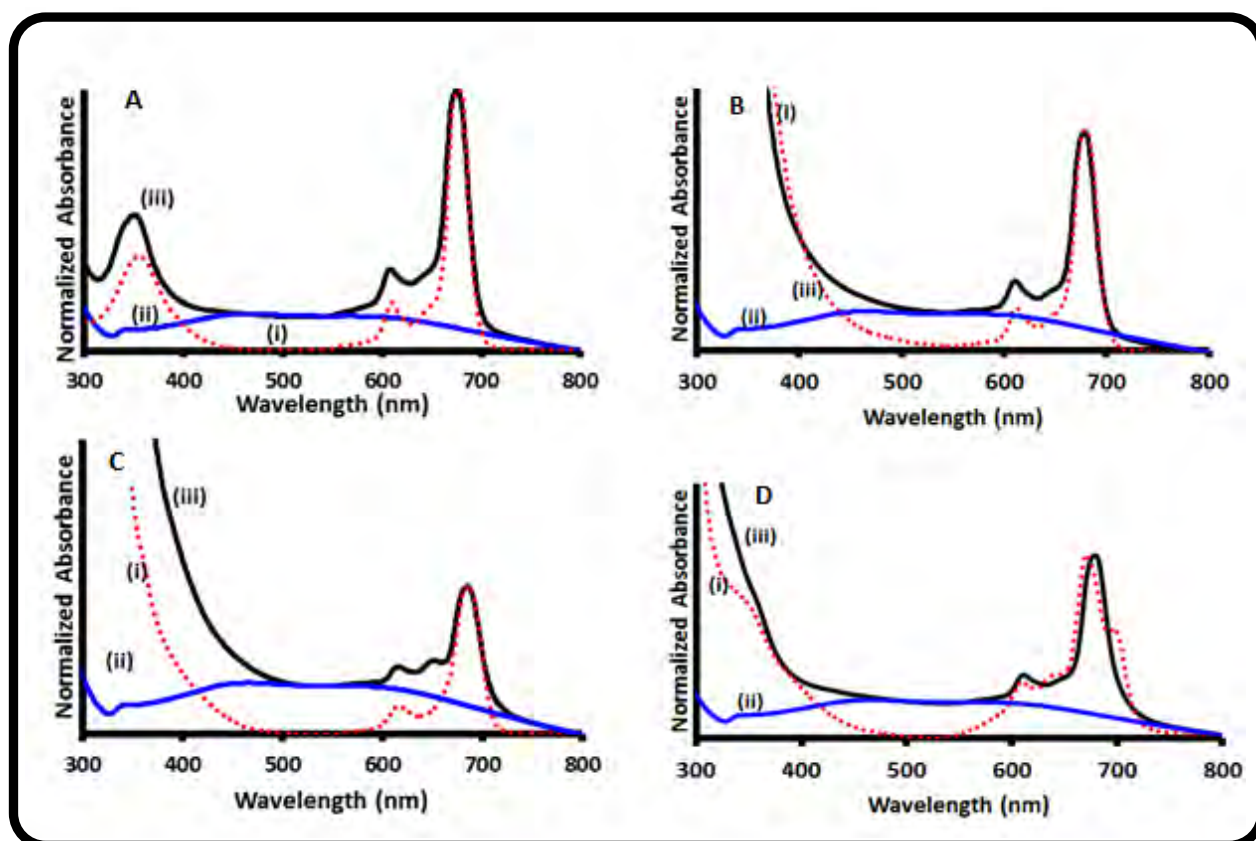 A
Normalized Absorbance
(iii)
(ii)
(i)
300 400 500 600 700 800
Wavelength (nm)
B
Normalized Absorbance
(i)
(iii)
(ii)
300 400 500 600 700 800
Wavelength (nm)
C
Normalized Absorbance
(iii)
(i)
(ii)
300 400 500 600 700 800
Wavelength (nm)
D
Normalized Absorbance
(iii)
(i)
(ii)
300 400 500 600 700 800
Wavelength (nm)